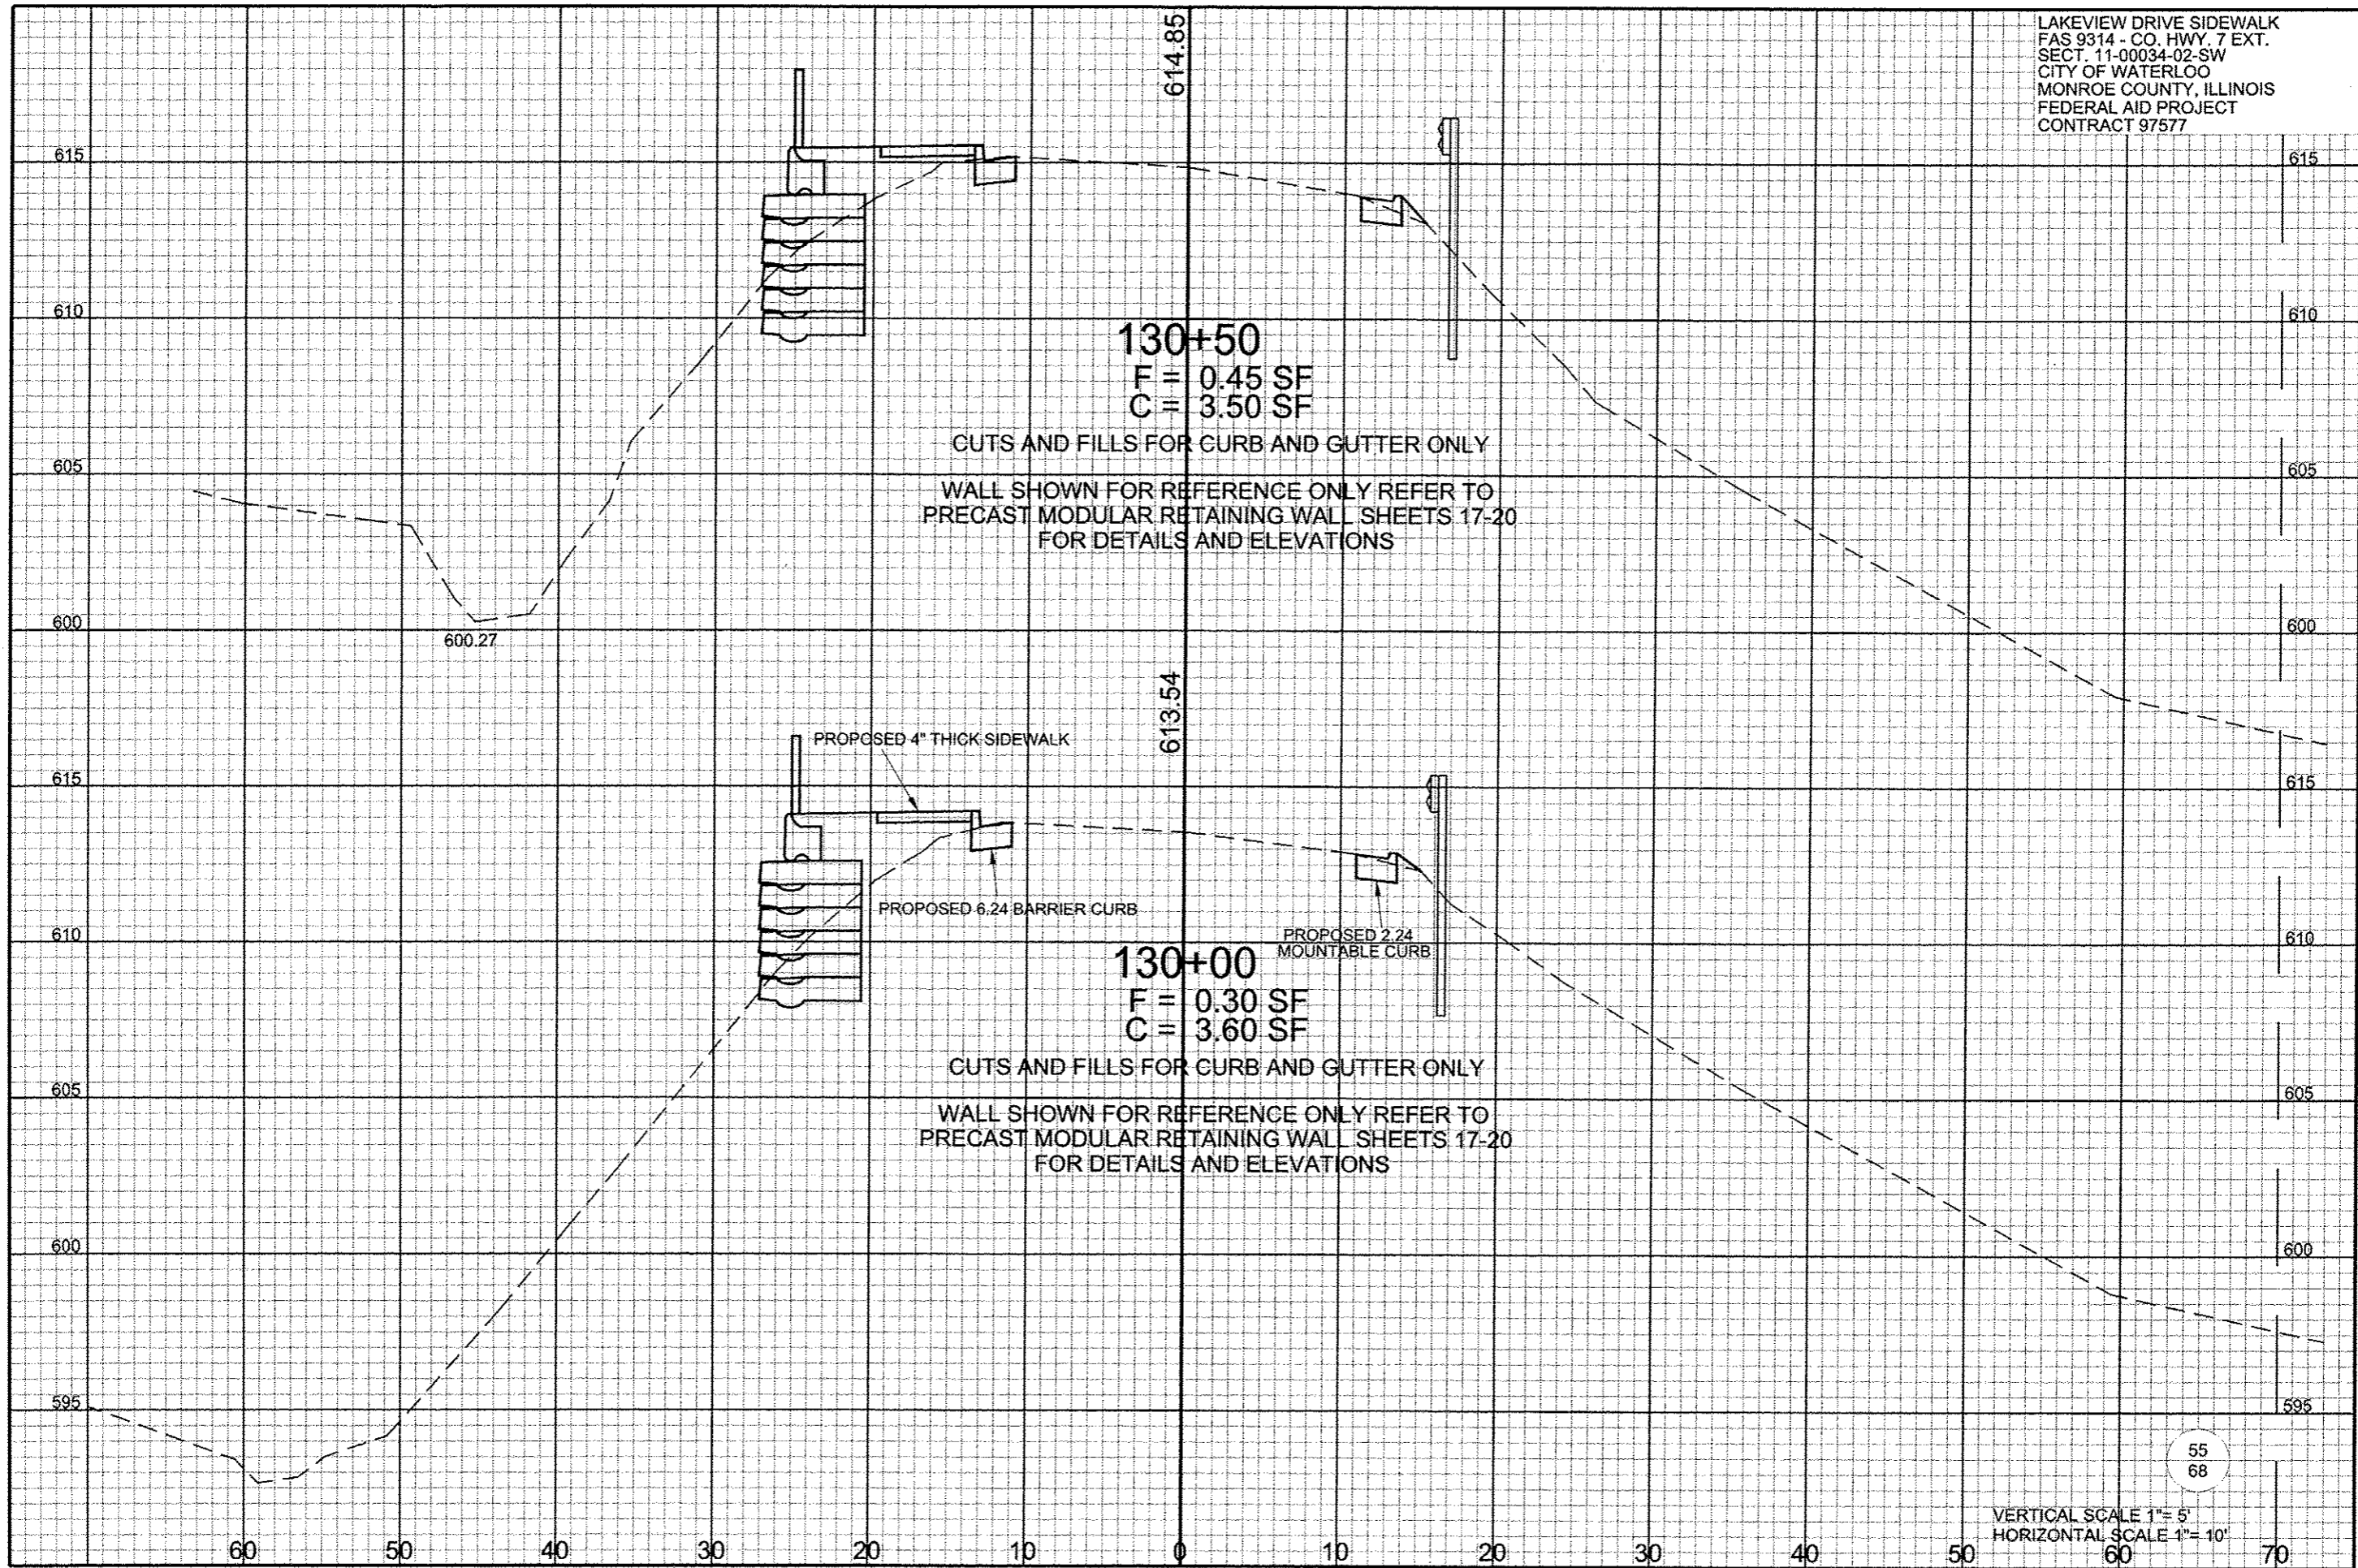 LAKEVIEW DRIVE SIDEWALK
FAS 9314 - CO. HWY. 7 EXT.
SECT. 11-00034-02-SW
CITY OF WATERLOO
MONROE COUNTY, ILLINOIS
FEDERAL AID PROJECT
CONTRACT 97577
614.85
615
615
610
610
130+50
F = 0.45 SF
C = 3.50 SF
CUTS AND FILLS FOR CURB AND GUTTER ONLY
605
605
WALL SHOWN FOR REFERENCE ONLY REFER TO
PRECAST MODULAR RETAINING WALL SHEETS 17-20
FOR DETAILS AND ELEVATIONS
600
600
600.27
613.54
PROPOSED 4" THICK SIDEWALK
615
615
PROPOSED 6.24 BARRIER CURB
PROPOSED 2.24
MOUNTABLE CURB
610
610
130+00
F = 0.30 SF
C = 3.60 SF
CUTS AND FILLS FOR CURB AND GUTTER ONLY
605
605
WALL SHOWN FOR REFERENCE ONLY REFER TO
PRECAST MODULAR RETAINING WALL SHEETS 17-20
FOR DETAILS AND ELEVATIONS
600
600
595
595
55
68
VERTICAL SCALE 1"= 5'
HORIZONTAL SCALE 1"= 10'
60 50 40 30 20 10 0 10 20 30 40 50 60 70